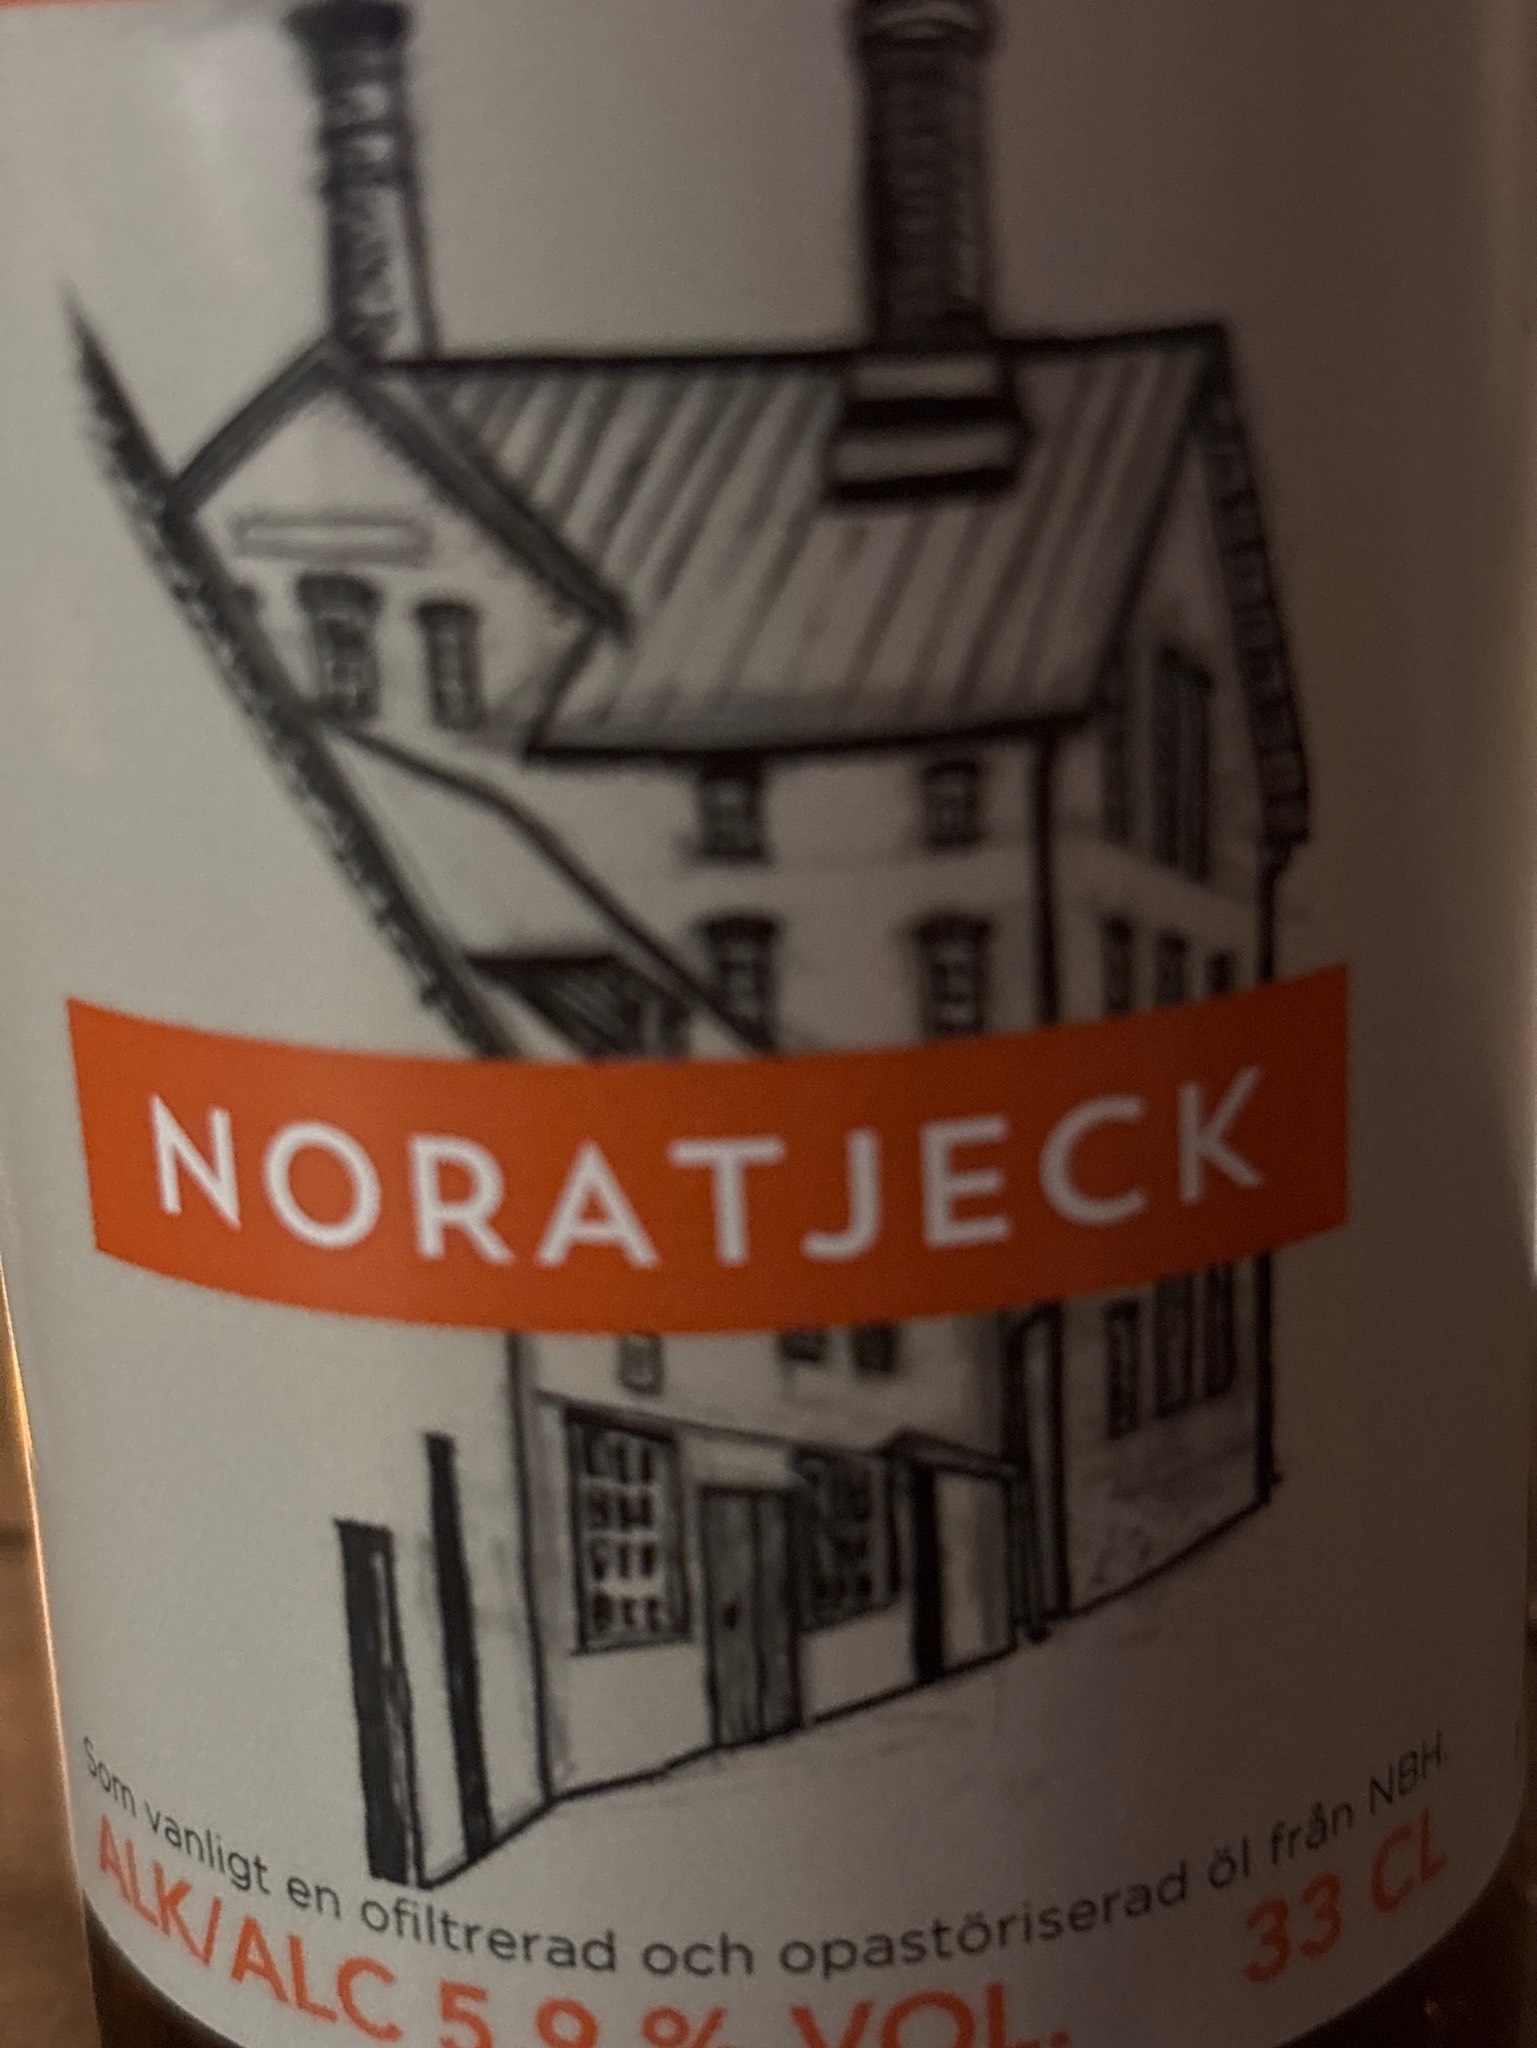 NORATJECK
Som vanligt en ofiltrerad och opastöriserad öl från NBH.
ALK/ALC 5,9 % VOL. 33 CL